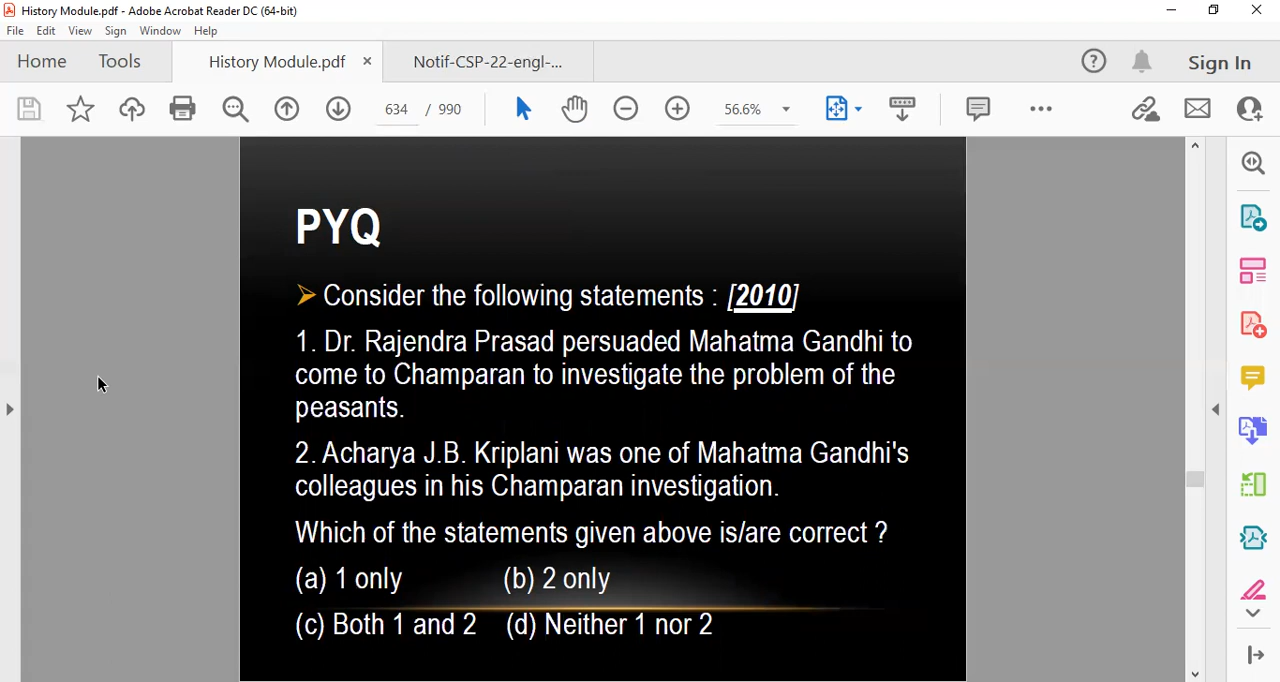 History Module.pdf - Adobe Acrobat Reader DC (64-bit)
File Edit View Sign Window Help
Home Tools History Module.pdf × Notif-CSP-22-engl-... Sign In
634 / 990 56.6%
PYQ
Consider the following statements : [2010]
1. Dr. Rajendra Prasad persuaded Mahatma Gandhi to
come to Champaran to investigate the problem of the
peasants.
2. Acharya J.B. Kriplani was one of Mahatma Gandhi's
colleagues in his Champaran investigation.
Which of the statements given above is/are correct ?
(a) 1 only (b) 2 only
(c) Both 1 and 2 (d) Neither 1 nor 2